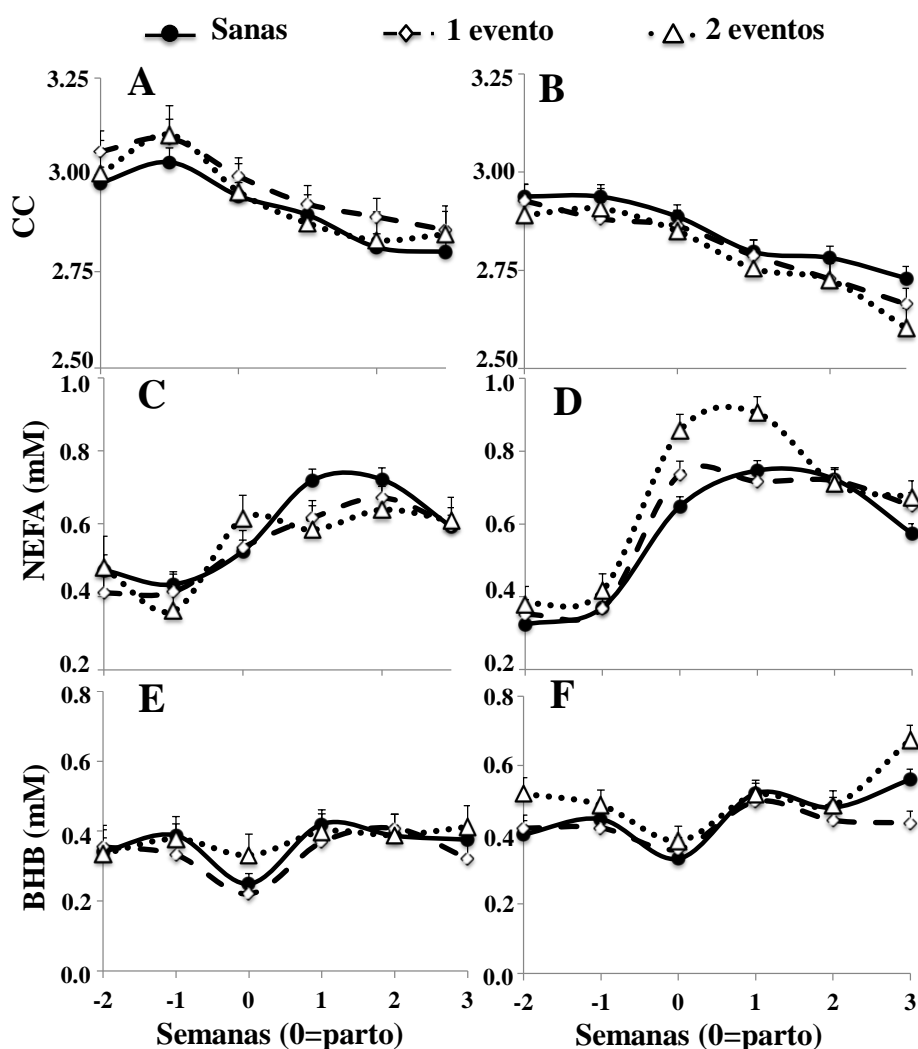 Sanas 1 evento 2 eventos
A
B
3.25
3.00
2.75
2.50
CC
3.25
3.00
2.75
2.50
C
D
1.0
0.8
0.6
0.4
0.2
NEFA (mM)
1.0
0.8
0.6
0.4
0.2
E
F
0.8
0.6
0.4
0.2
0.0
BHB (mM)
0.8
0.6
0.4
0.2
0.0
-2 -1 0 1 2 3
-2 -1 0 1 2 3
Semanas (0=parto)
Semanas (0=parto)